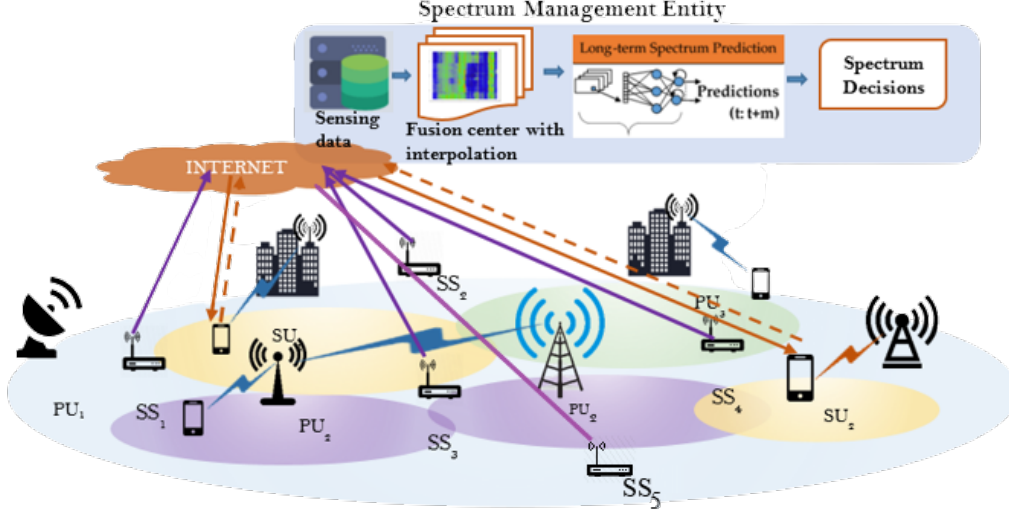 Spectrum Management Entity
Long-term Spectrum Prediction
Predictions
(t: t+m)
Spectrum
Decisions
Sensing
data
Fusion center with
interpolation
INTERNET
SS₂
PU₃
SU
PU₁
SS₁
PU₂
SS₃
PU₂
SS₄
SU₂
SS₅